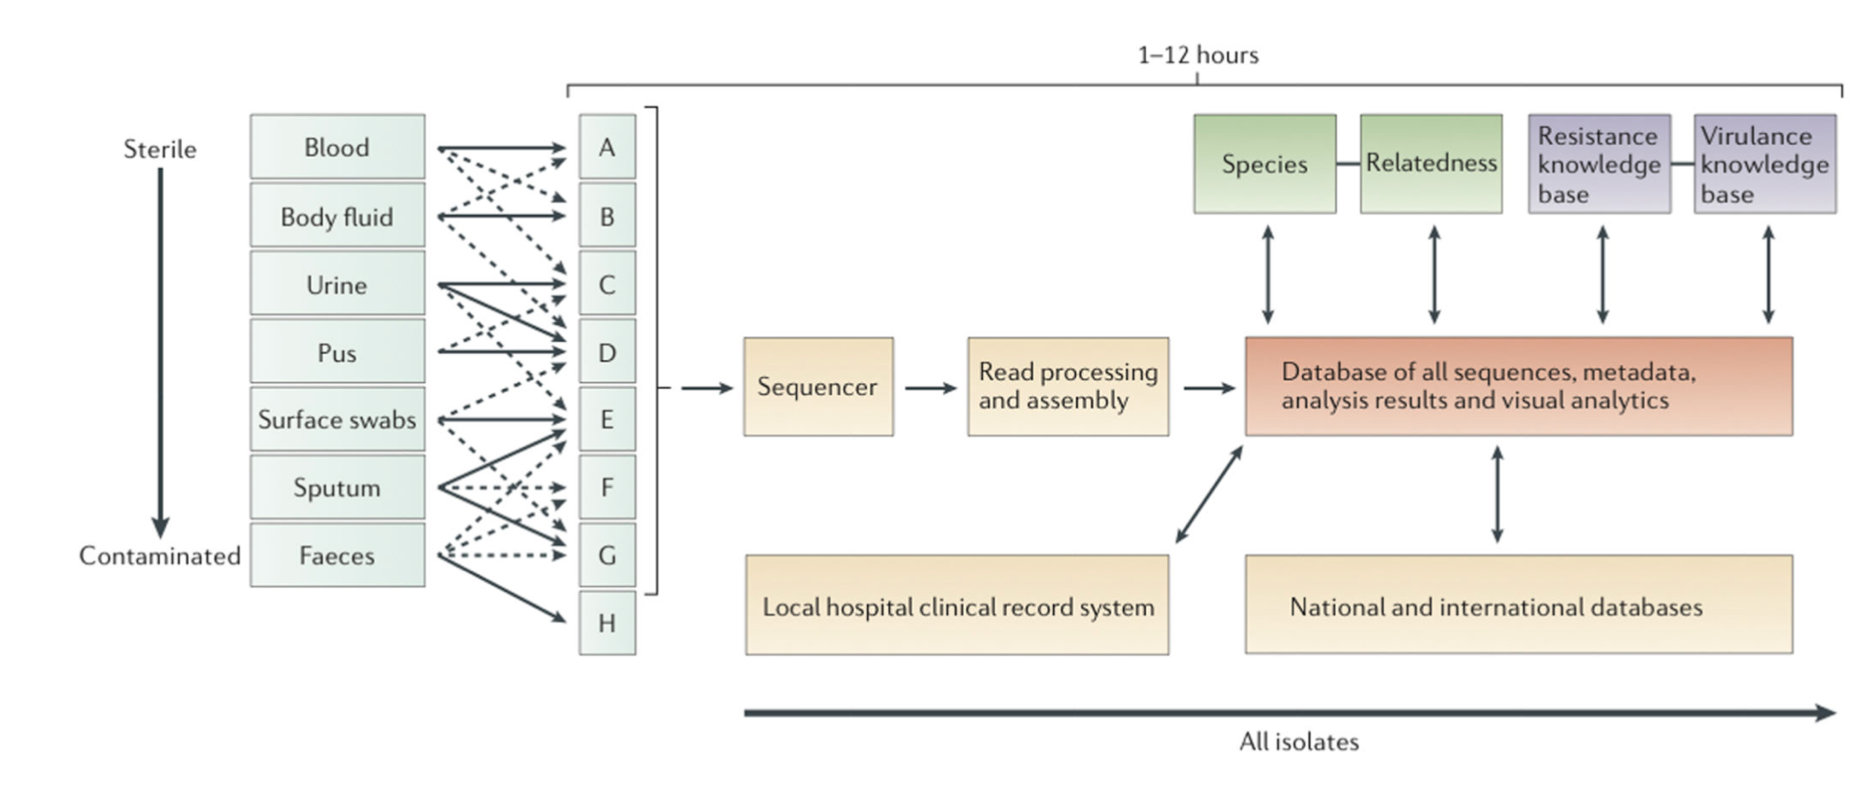 1–12 hours
Sterile
Contaminated
Blood
Body fluid
Urine
Pus
Surface swabs
Sputum
Faeces
A
B
C
D
E
F
G
H
Sequencer
Read processing
and assembly
Species
Relatedness
Resistance
knowledge
base
Virulance
knowledge
base
Database of all sequences, metadata,
analysis results and visual analytics
Local hospital clinical record system
National and international databases
All isolates